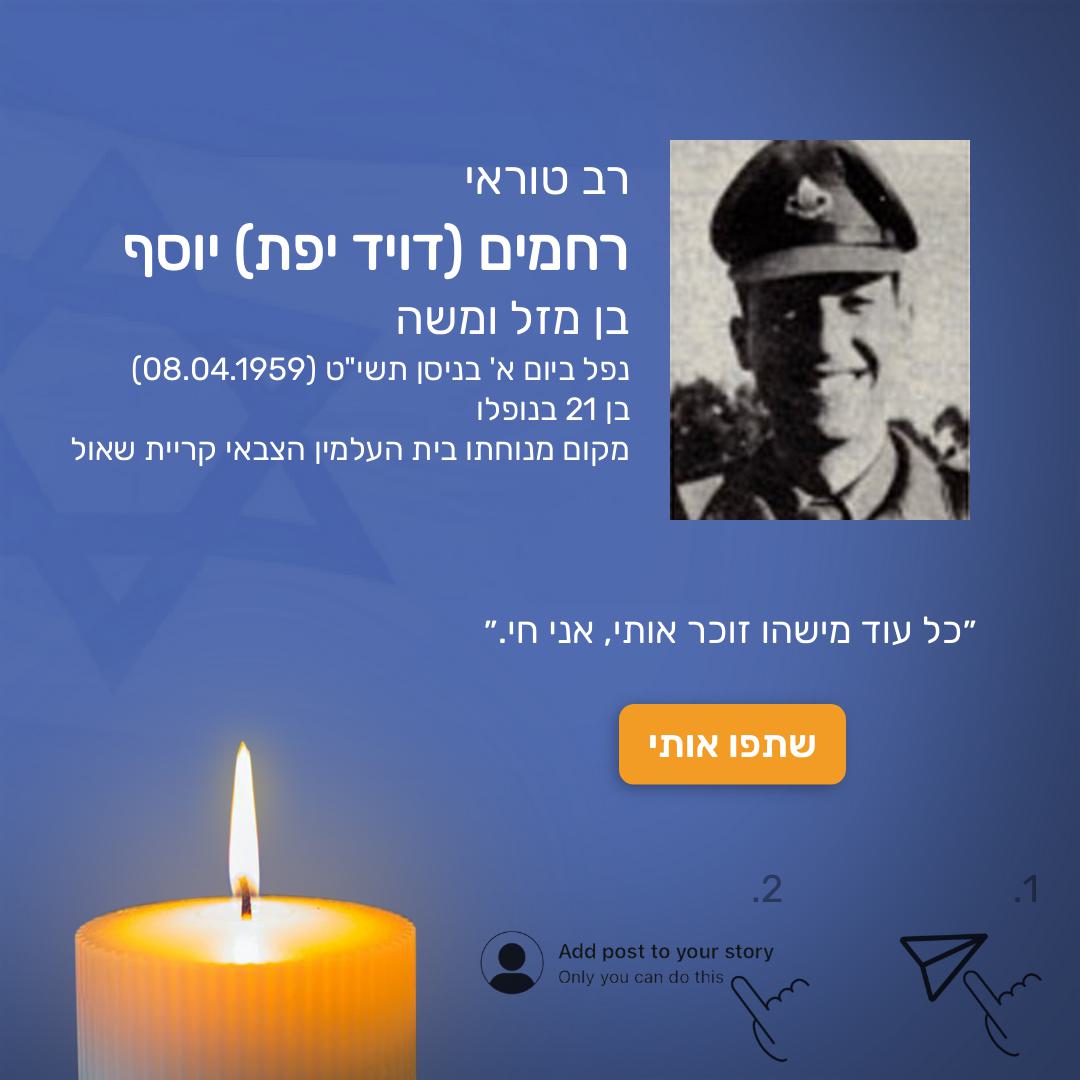 רב טוראי
רחמים (דויד יפת) יוסף
בן מזל ומשה
נפל ביום א' בניסן תשי"ט (08.04.1959)
בן 21 בנופלו
מקום מנוחתו בית העלמין הצבאי קריית שאול
״כל עוד מישהו זוכר אותי, אני חי.״
שתפו אותי
1.
2.
Add post to your story
Only you can do this